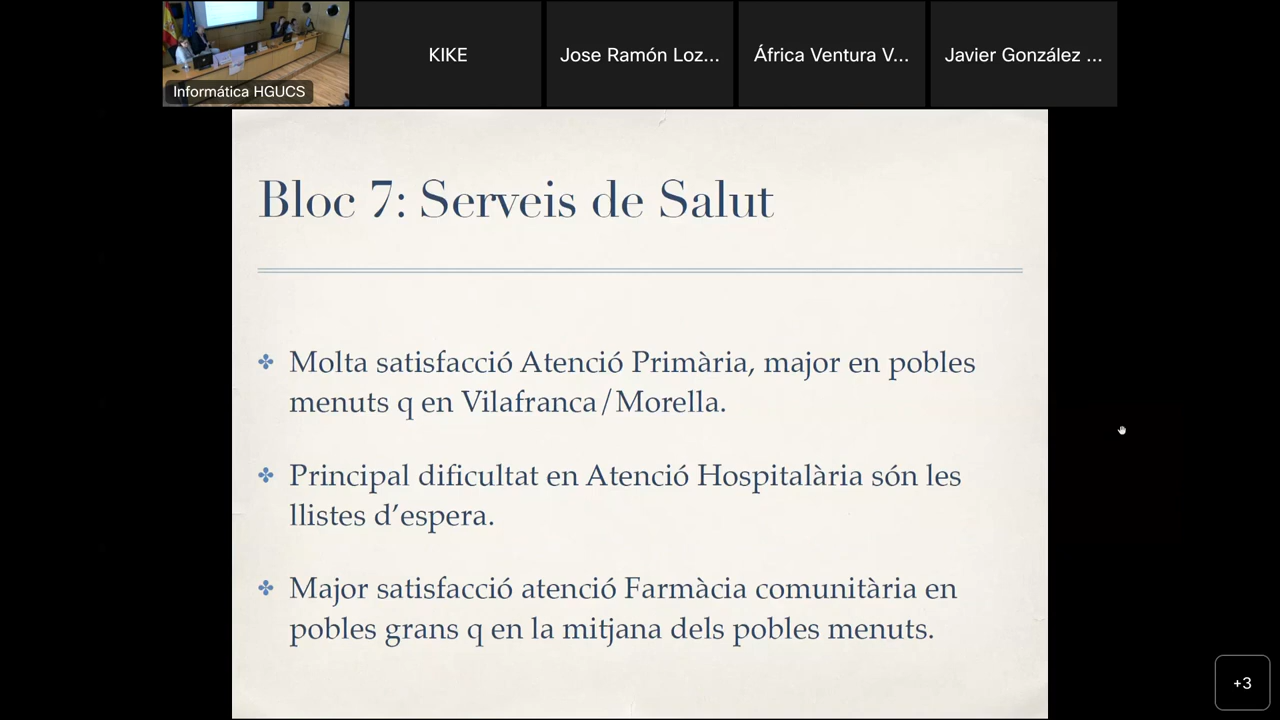 KIKE
Jose Ramón Loz...
África Ventura V...
Javier González ...
Informática HGUCS
Bloc 7: Serveis de Salut
Molta satisfacció Atenció Primària, major en pobles
menuts q en Vilafranca/Morella.
Principal dificultat en Atenció Hospitalària són les
llistes d’espera.
Major satisfacció atenció Farmàcia comunitària en
pobles grans q en la mitjana dels pobles menuts.
+3